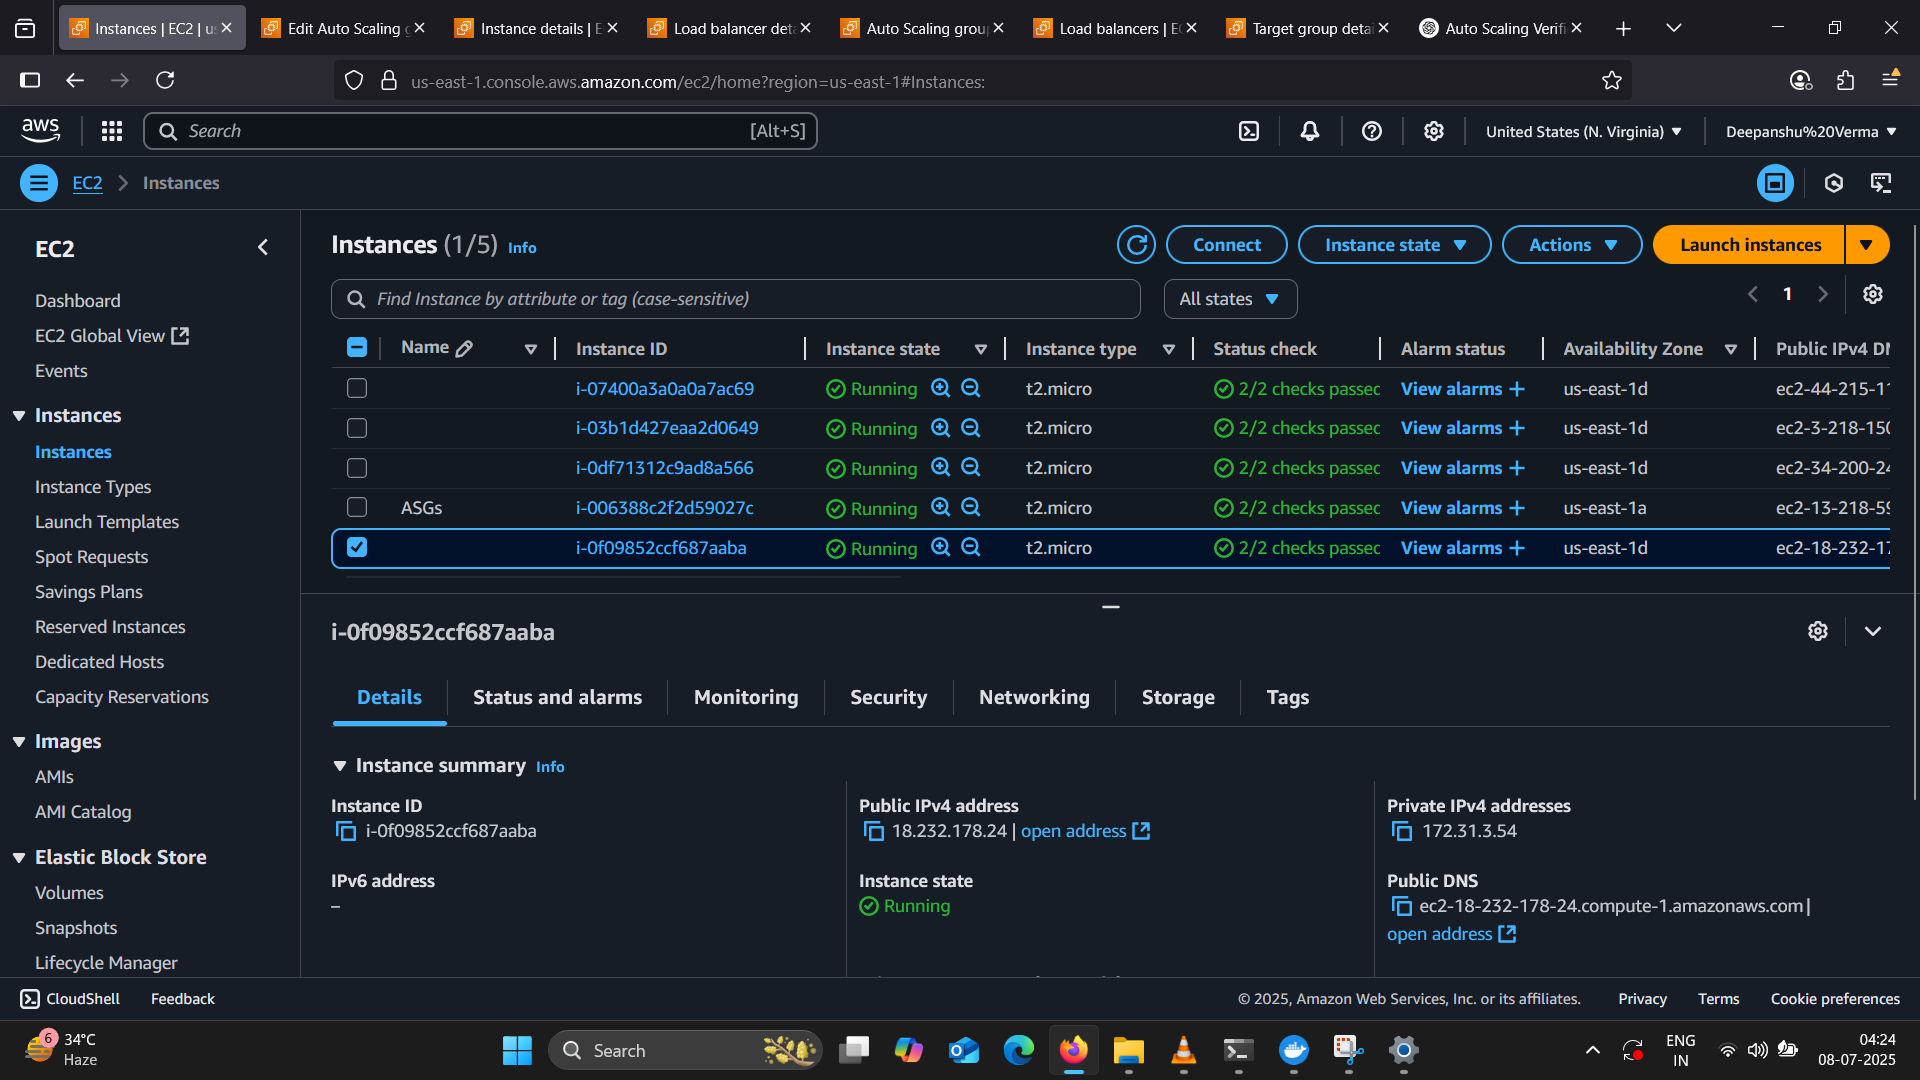 Instances | EC2 | us
Edit Auto Scaling g
Instance details | E
Load balancer deta
Auto Scaling group
Load balancers | EC
Target group detai
Auto Scaling Verifi
us-east-1.console.aws.amazon.com/ec2/home?region=us-east-1#Instances:
aws
Search
[Alt+S]
United States (N. Virginia)
Deepanshu%20Verma
EC2
Instances
EC2
Dashboard
EC2 Global View
Events
Instances
Instances
Instance Types
Launch Templates
Spot Requests
Savings Plans
Reserved Instances
Dedicated Hosts
Capacity Reservations
Images
AMIs
AMI Catalog
Elastic Block Store
Volumes
Snapshots
Lifecycle Manager
Instances (1/5) Info
Connect
Instance state
Actions
Launch instances
Find Instance by attribute or tag (case-sensitive)
All states
1
Name Instance ID Instance state Instance type Status check Alarm status Availability Zone Public IPv4 DN
i-07400a3a0a0a7ac69 Running t2.micro 2/2 checks passec View alarms + us-east-1d ec2-44-215-11
i-03b1d427eaa2d0649 Running t2.micro 2/2 checks passec View alarms + us-east-1d ec2-3-218-150
i-0df71312c9ad8a566 Running t2.micro 2/2 checks passec View alarms + us-east-1d ec2-34-200-24
ASGs i-006388c2f2d59027c Running t2.micro 2/2 checks passec View alarms + us-east-1a ec2-13-218-59
i-0f09852ccf687aaba Running t2.micro 2/2 checks passec View alarms + us-east-1d ec2-18-232-17
i-0f09852ccf687aaba
Details
Status and alarms
Monitoring
Security
Networking
Storage
Tags
Instance summary Info
Instance ID
i-0f09852ccf687aaba
Public IPv4 address
18.232.178.24 | open address
Private IPv4 addresses
172.31.3.54
IPv6 address
–
Instance state
Running
Public DNS
ec2-18-232-178-24.compute-1.amazonaws.com |
open address
CloudShell
Feedback
© 2025, Amazon Web Services, Inc. or its affiliates.
Privacy
Terms
Cookie preferences
6
34°C
Haze
Search
ENG
IN
04:24
08-07-2025